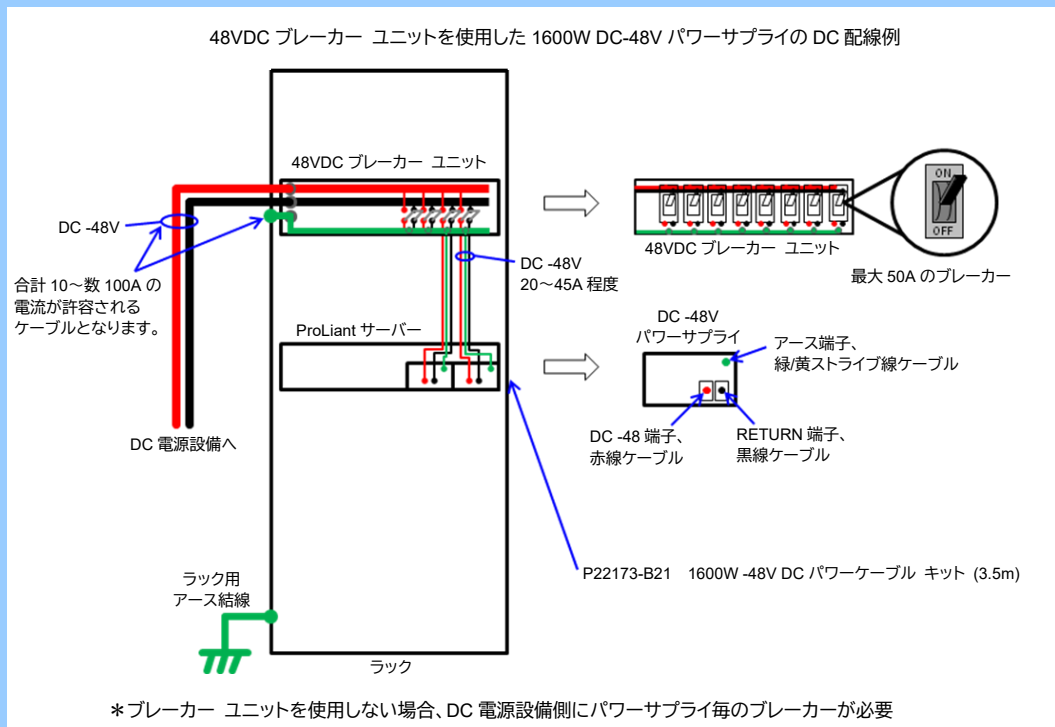 48VDC ブレーカー ユニットを使用した 1600W DC-48V パワーサプライの DC 配線例
48VDC ブレーカー ユニット
DC -48V
合計 10～数 100A の
電流が許容される
ケーブルとなります。
DC -48V
20～45A 程度
ON
OFF
48VDC ブレーカー ユニット
最大 50A のブレーカー
ProLiant サーバー
DC -48V
パワーサプライ
アース端子、
緑/黄ストライブ線ケーブル
DC 電源設備へ
DC -48 端子、
赤線ケーブル
RETURN 端子、
黒線ケーブル
P22173-B21 1600W -48V DC パワーケーブル キット (3.5m)
ラック用
アース結線
ラック
＊ブレーカー ユニットを使用しない場合、DC 電源設備側にパワーサプライ毎のブレーカーが必要